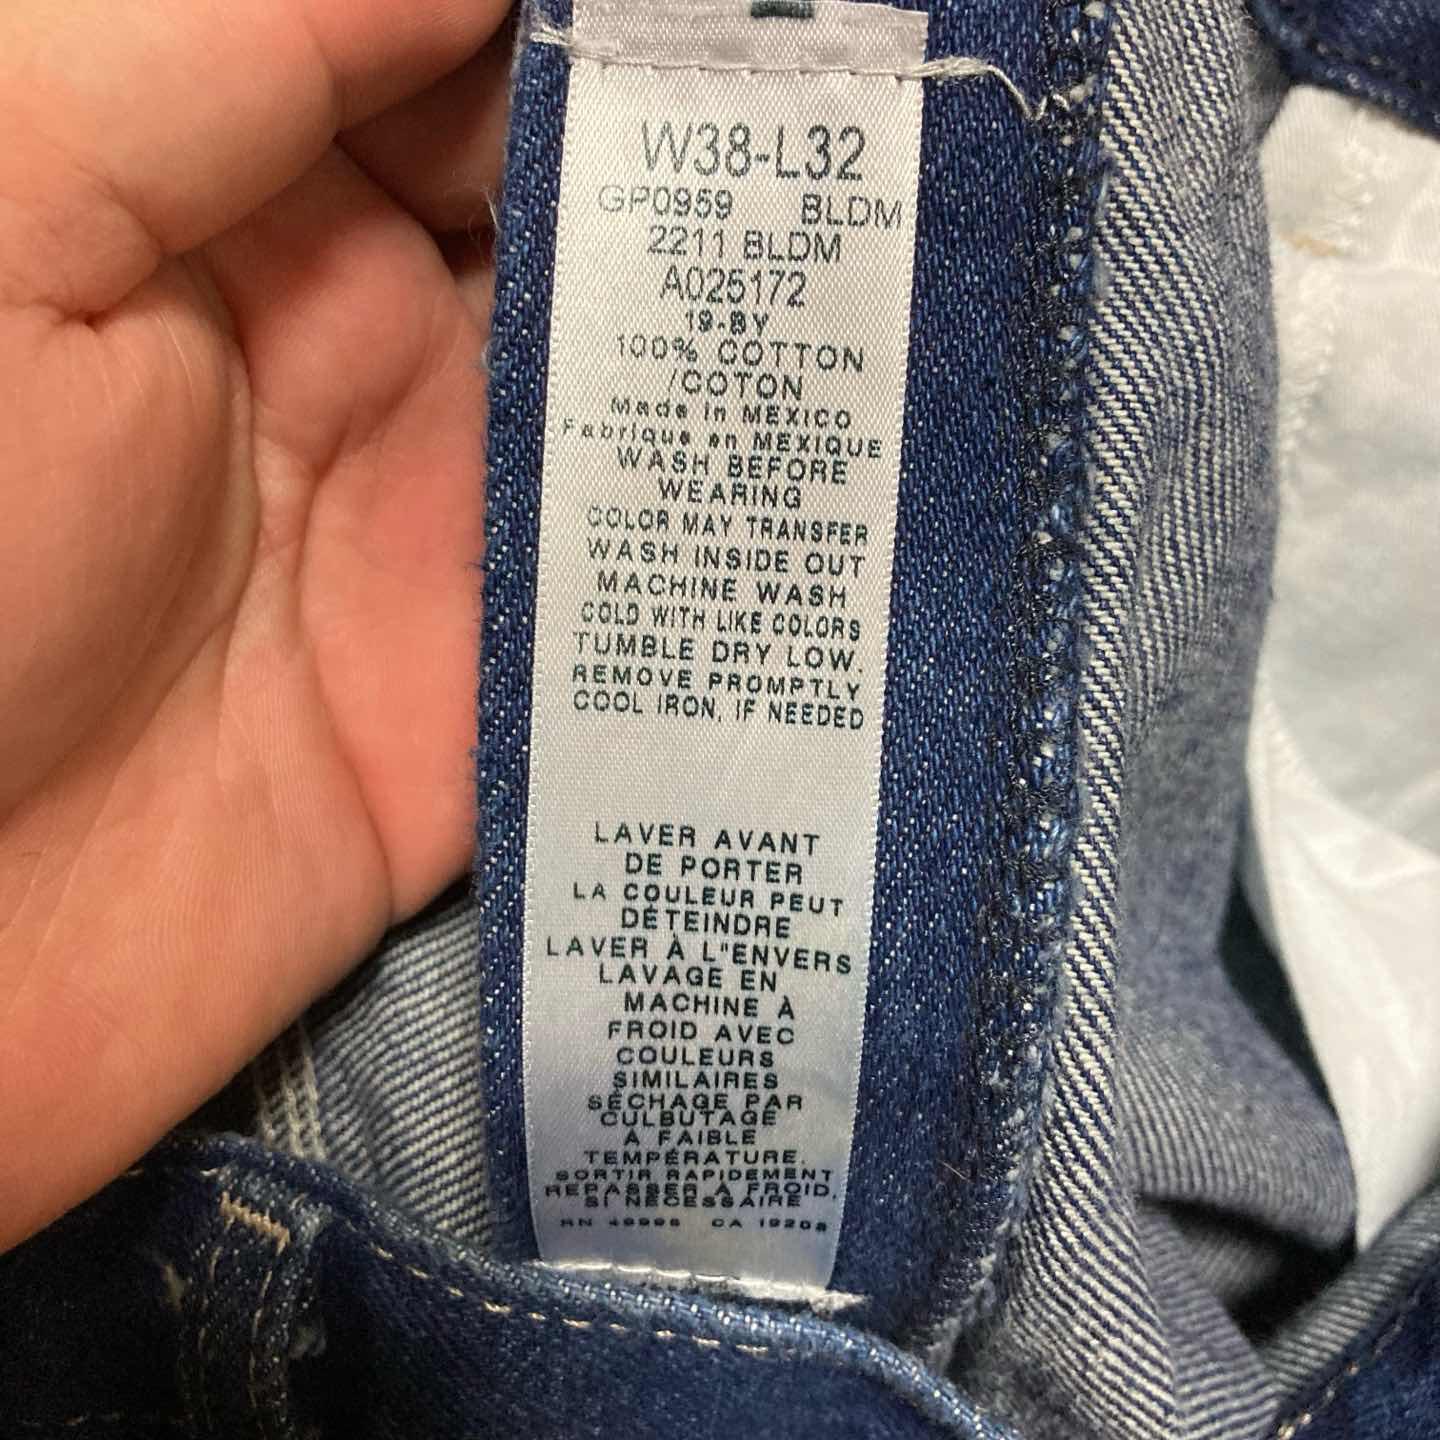 W38-L32
GP0959 BLDM
2211 BLDM
A025172
19-BY
100% COTTON
/COTON
Made in MEXICO
Fabrique en MEXIQUE
WASH BEFORE
WEARING
COLOR MAY TRANSFER
WASH INSIDE OUT
MACHINE WASH
COLD WITH LIKE COLORS
TUMBLE DRY LOW.
REMOVE PROMPTLY
COOL IRON, IF NEEDED
LAVER AVANT
DE PORTER
LA COULEUR PEUT
DÉTEINDRE
LAVER À L"ENVERS
LAVAGE EN
MACHINE À
FROID AVEC
COULEURS
SIMILAIRES
SÉCHAGE PAR
CULBUTAGE
À FAIBLE
TEMPÉRATURE.
SORTIR RAPIDEMENT
REPASSER À FROID,
SI NÉCESSAIRE
RN CA